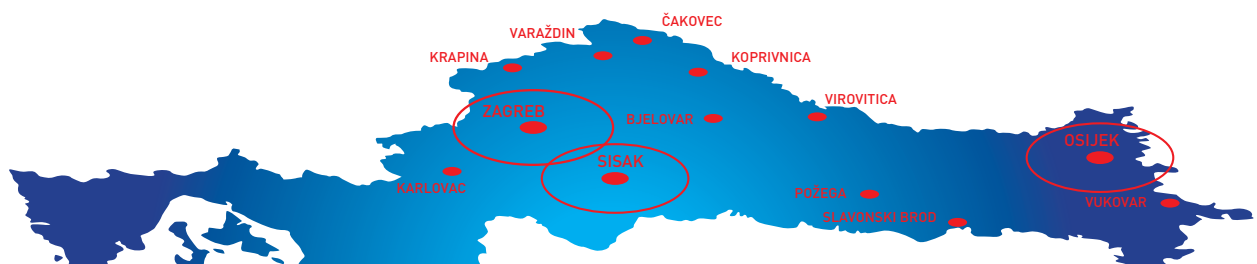 ČAKOVEC
VARAŽDIN
KRAPINA
KOPRIVNICA
VIROVITICA
ZAGREB
BJELOVAR
OSIJEK
SISAK
KARLOVAC
POŽEGA
VUKOVAR
SLAVONSKI BROD